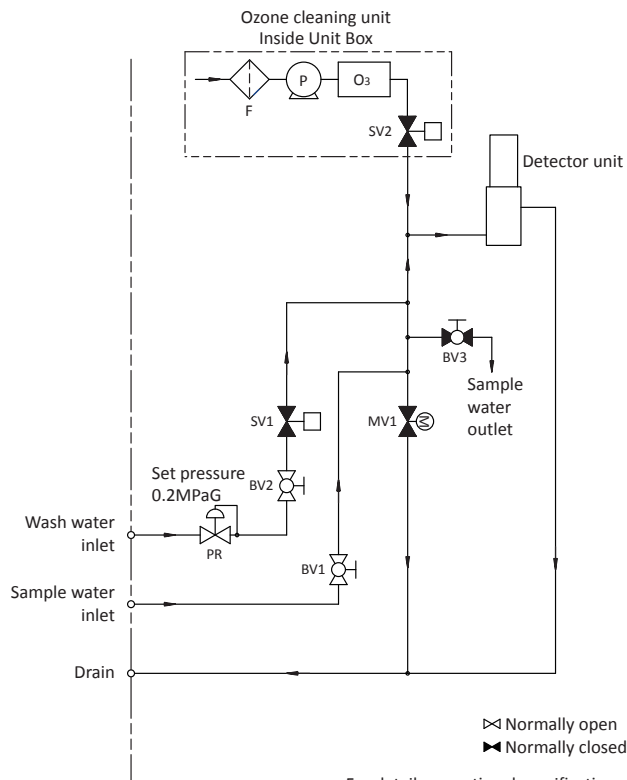 Ozone cleaning unit
Inside Unit Box
P
O3
F
SV2
Detector unit
BV3
Sample
water
outlet
SV1
MV1
M
Set pressure
0.2MPaG
BV2
Wash water
inlet
PR
BV1
Sample water
inlet
Drain
Normally open
Normally closed